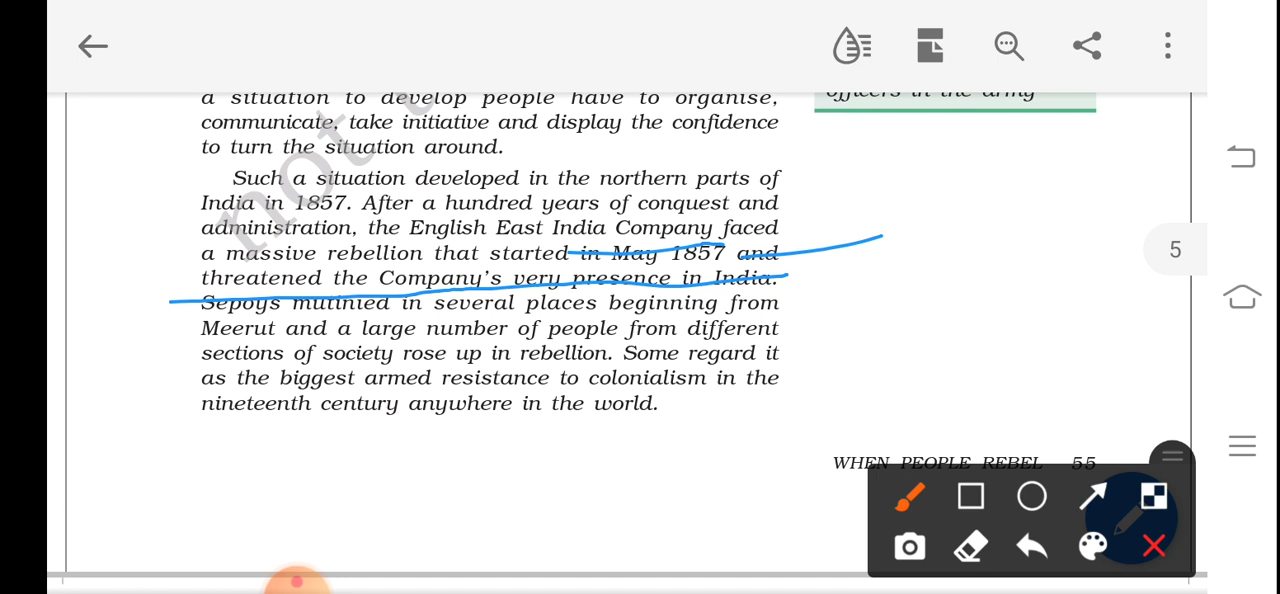 officers in the army
a situation to develop people have to organise,
communicate, take initiative and display the confidence
to turn the situation around.
Such a situation developed in the northern parts of
India in 1857. After a hundred years of conquest and
administration, the English East India Company faced
a massive rebellion that started in May 1857 and
threatened the Company's very presence in India.
Sepoys mutinied in several places beginning from
Meerut and a large number of people from different
sections of society rose up in rebellion. Some regard it
as the biggest armed resistance to colonialism in the
nineteenth century anywhere in the world.
5
WHEN PEOPLE REBEL 55
not